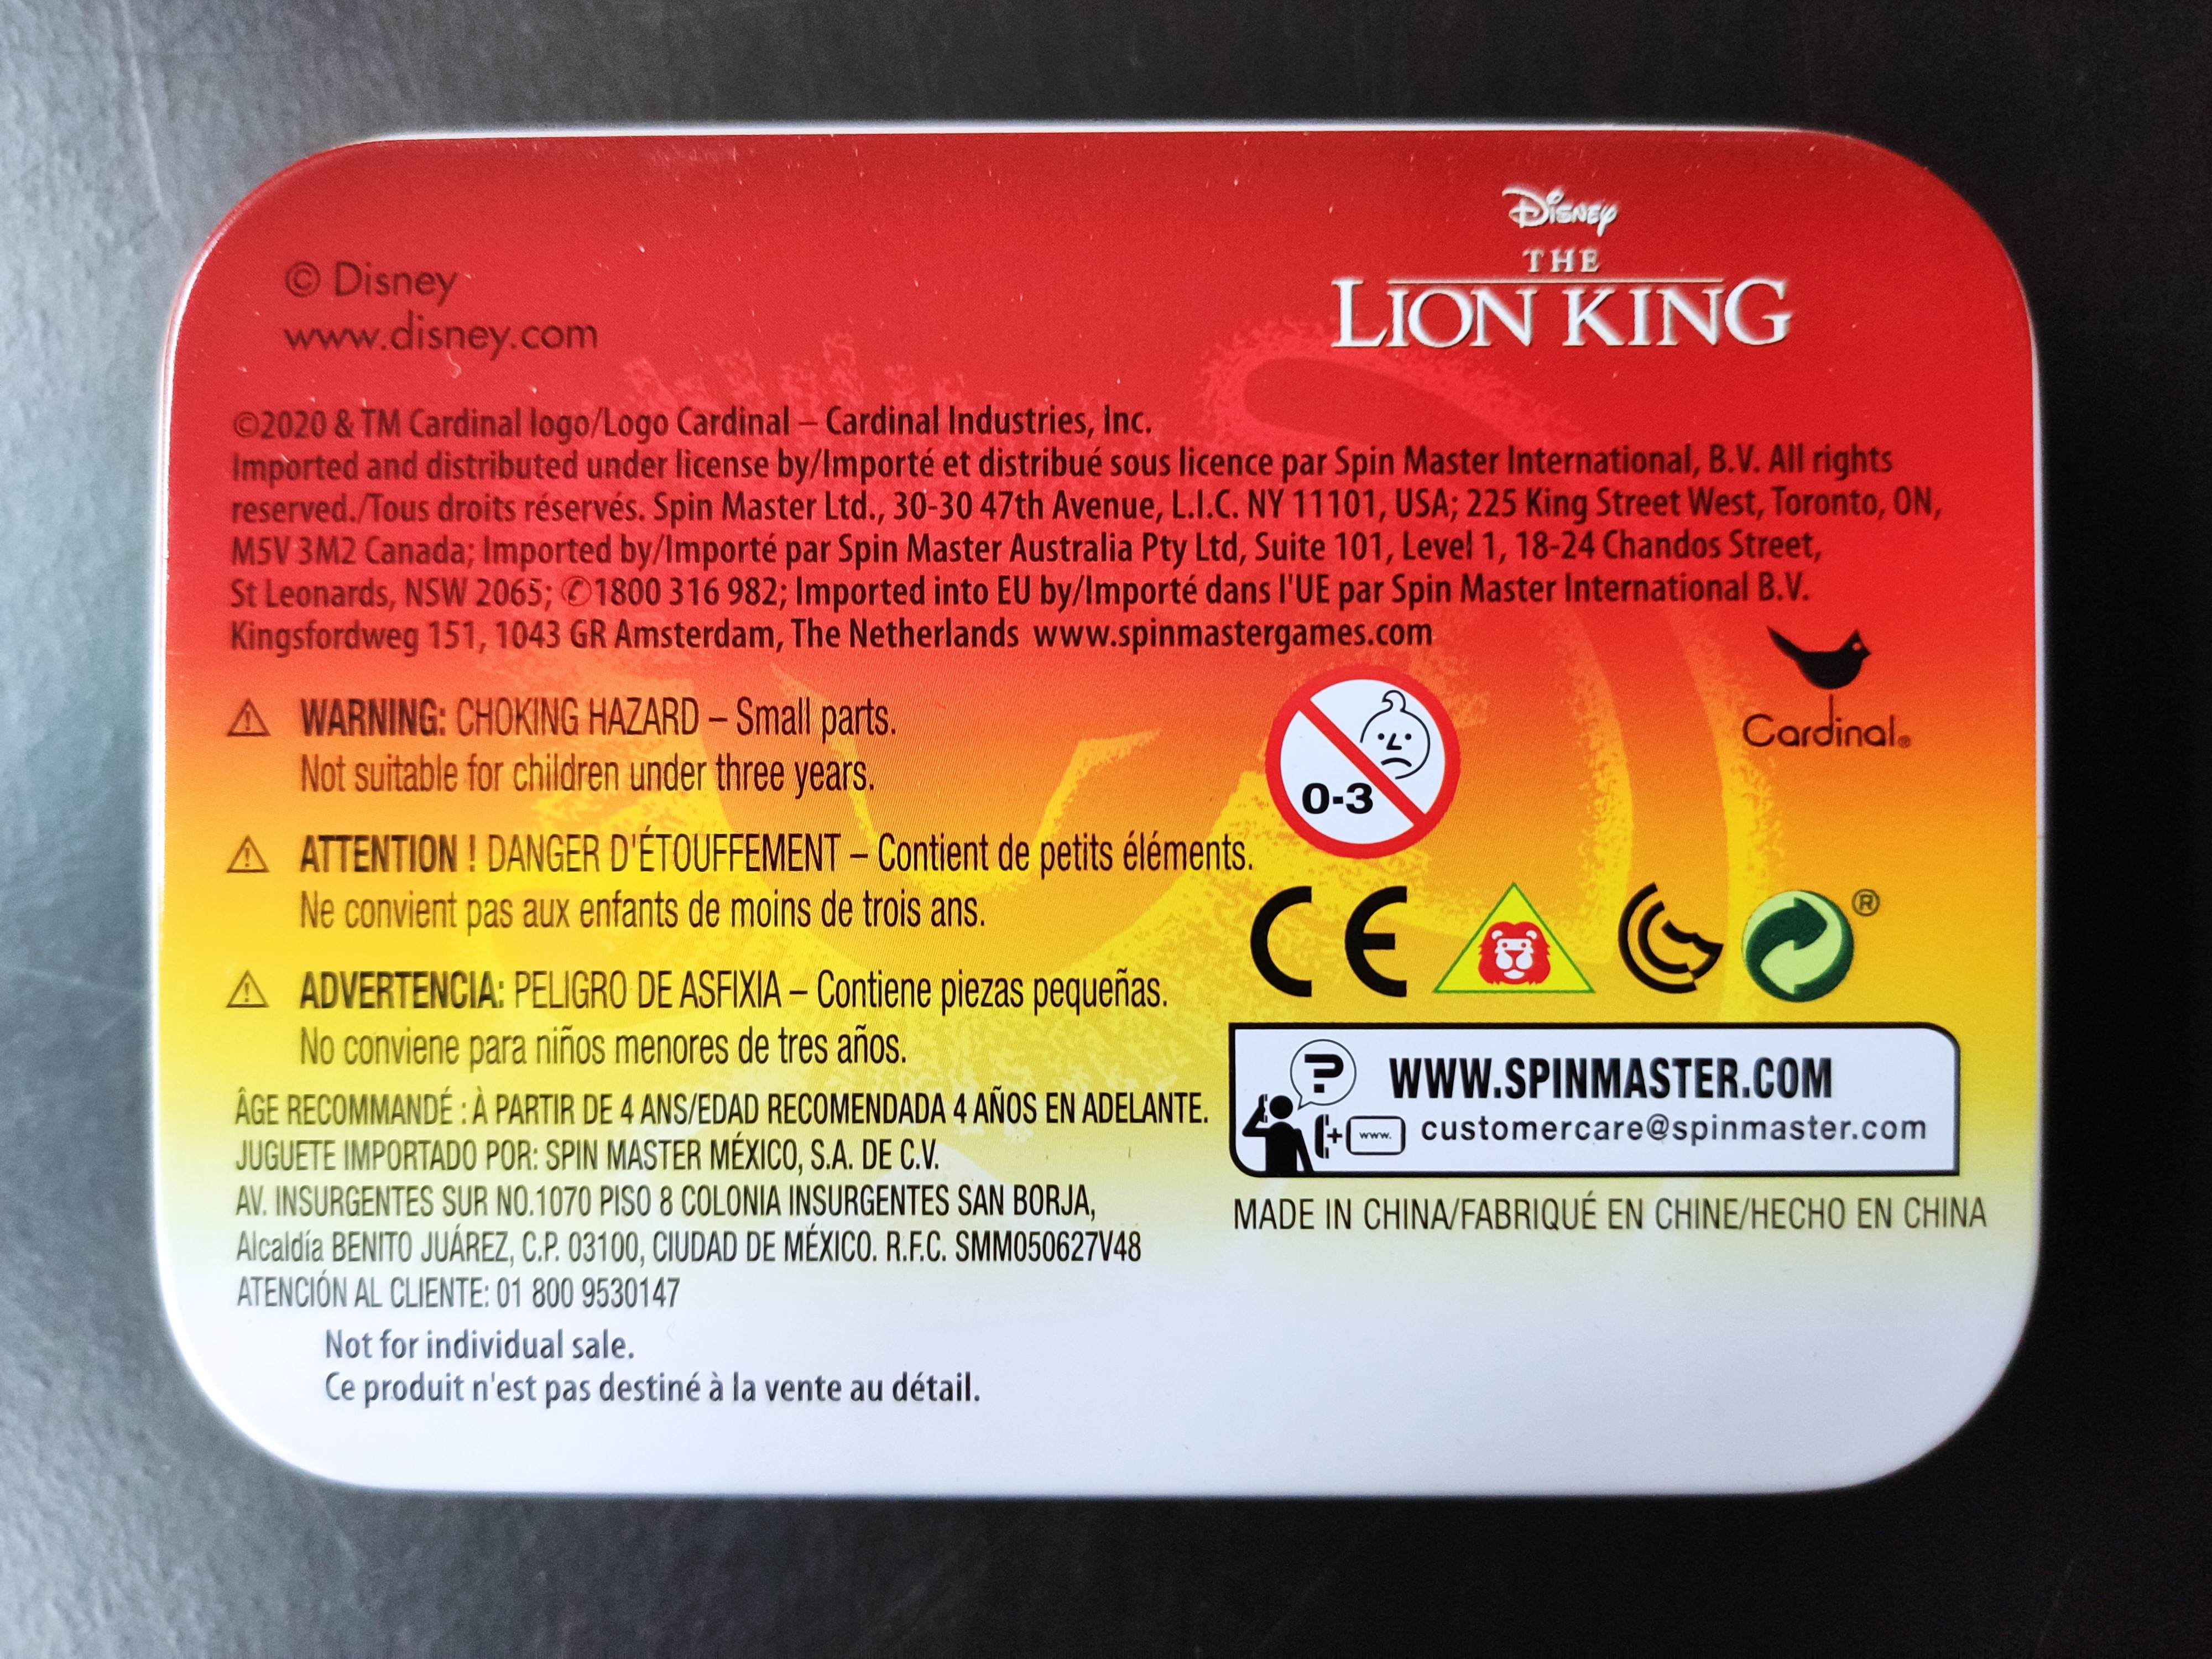 © Disney
www.disney.com
Disney
THE
LION KING
©2020 & TM Cardinal logo/Logo Cardinal – Cardinal Industries, Inc.
Imported and distributed under license by/Importé et distribué sous licence par Spin Master International, B.V. All rights
reserved./Tous droits réservés. Spin Master Ltd., 30-30 47th Avenue, L.I.C. NY 11101, USA; 225 King Street West, Toronto, ON,
M5V 3M2 Canada; Imported by/Importé par Spin Master Australia Pty Ltd, Suite 101, Level 1, 18-24 Chandos Street,
St Leonards, NSW 2065; ✆1800 316 982; Imported into EU by/Importé dans l'UE par Spin Master International B.V.
Kingsfordweg 151, 1043 GR Amsterdam, The Netherlands www.spinmastergames.com
Cardinal®
⚠ WARNING: CHOKING HAZARD – Small parts.
Not suitable for children under three years.
0-3
⚠ ATTENTION ! DANGER D'ÉTOUFFEMENT – Contient de petits éléments.
Ne convient pas aux enfants de moins de trois ans.
CE
®
⚠ ADVERTENCIA: PELIGRO DE ASFIXIA – Contiene piezas pequeñas.
No conviene para niños menores de tres años.
ÂGE RECOMMANDÉ : À PARTIR DE 4 ANS/EDAD RECOMENDADA 4 AÑOS EN ADELANTE.
JUGUETE IMPORTADO POR: SPIN MASTER MÉXICO, S.A. DE C.V.
AV. INSURGENTES SUR NO.1070 PISO 8 COLONIA INSURGENTES SAN BORJA,
Alcaldía BENITO JUÁREZ, C.P. 03100, CIUDAD DE MÉXICO. R.F.C. SMM050627V48
ATENCIÓN AL CLIENTE: 01 800 9530147
? WWW.SPINMASTER.COM
+ www. customercare@spinmaster.com
MADE IN CHINA/FABRIQUÉ EN CHINE/HECHO EN CHINA
Not for individual sale.
Ce produit n'est pas destiné à la vente au détail.